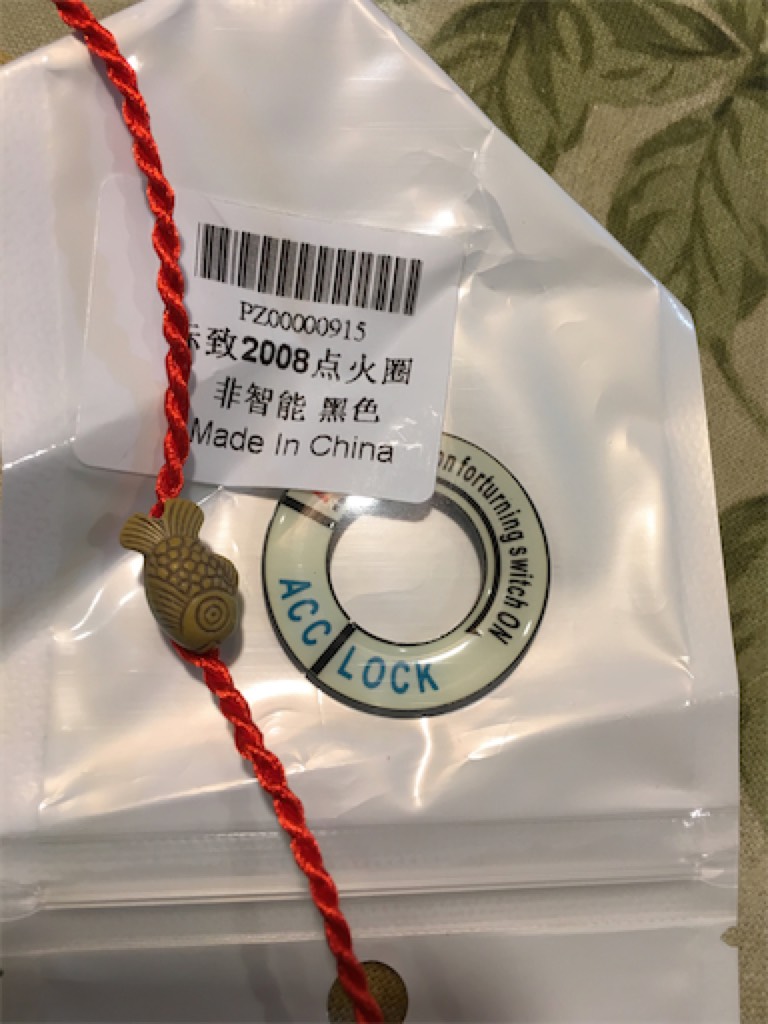 PZ00000915
致2008点火圈
非智能 黑色
Made In China
forturning switch ON
ACC
LOCK